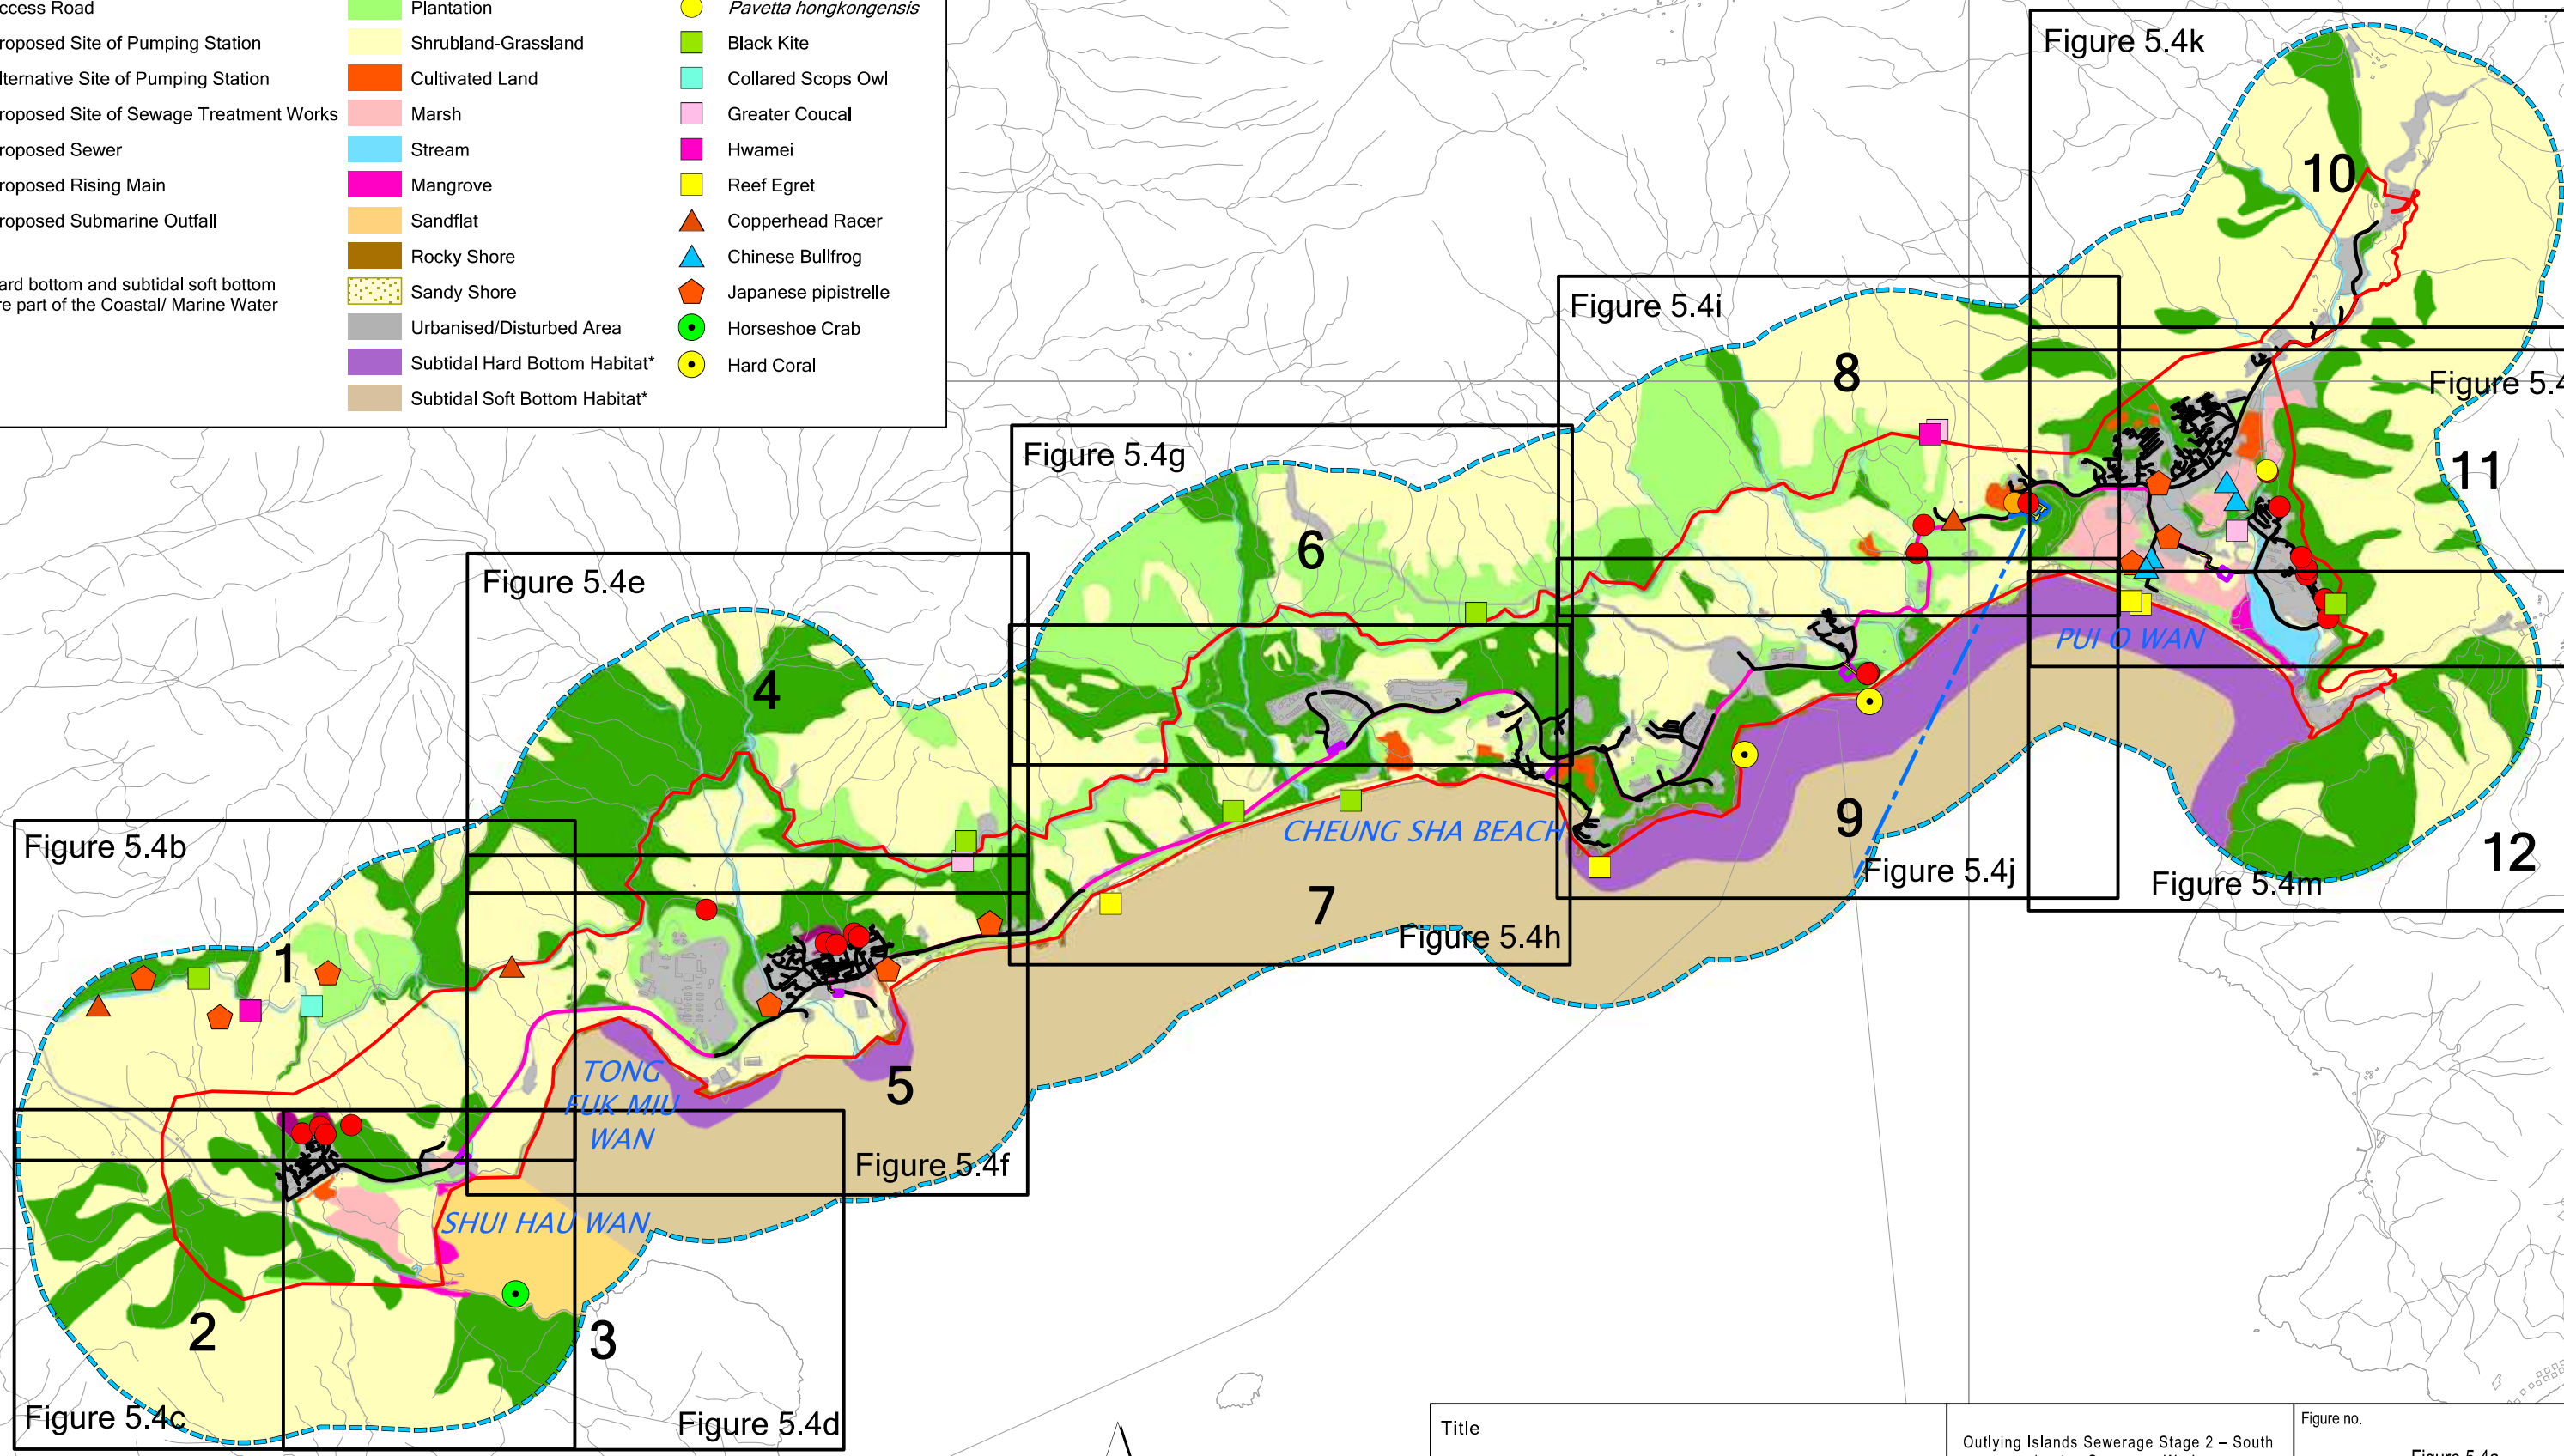 ccess Road
roposed Site of Pumping Station
lternative Site of Pumping Station
roposed Site of Sewage Treatment Works
roposed Sewer
roposed Rising Main
roposed Submarine Outfall
ard bottom and subtidal soft bottom
re part of the Coastal/ Marine Water
Plantation
Shrubland-Grassland
Cultivated Land
Marsh
Stream
Mangrove
Sandflat
Rocky Shore
Sandy Shore
Urbanised/Disturbed Area
Subtidal Hard Bottom Habitat*
Subtidal Soft Bottom Habitat*
Pavetta hongkongensis
Black Kite
Collared Scops Owl
Greater Coucal
Hwamei
Reef Egret
Copperhead Racer
Chinese Bullfrog
Japanese pipistrelle
Horseshoe Crab
Hard Coral
Figure 5.4k
10
Figure 5.4i
8
Figure 5.4
11
Figure 5.4g
6
Figure 5.4e
4
PUI O WAN
CHEUNG SHA BEACH
9
Figure 5.4j
Figure 5.4m
12
7
Figure 5.4h
Figure 5.4b
1
TONG
FUK MIU
WAN
5
Figure 5.4f
SHUI HAU WAN
2
3
Figure 5.4c
Figure 5.4d
Title
Outlying Islands Sewerage Stage 2 – South
Figure no.